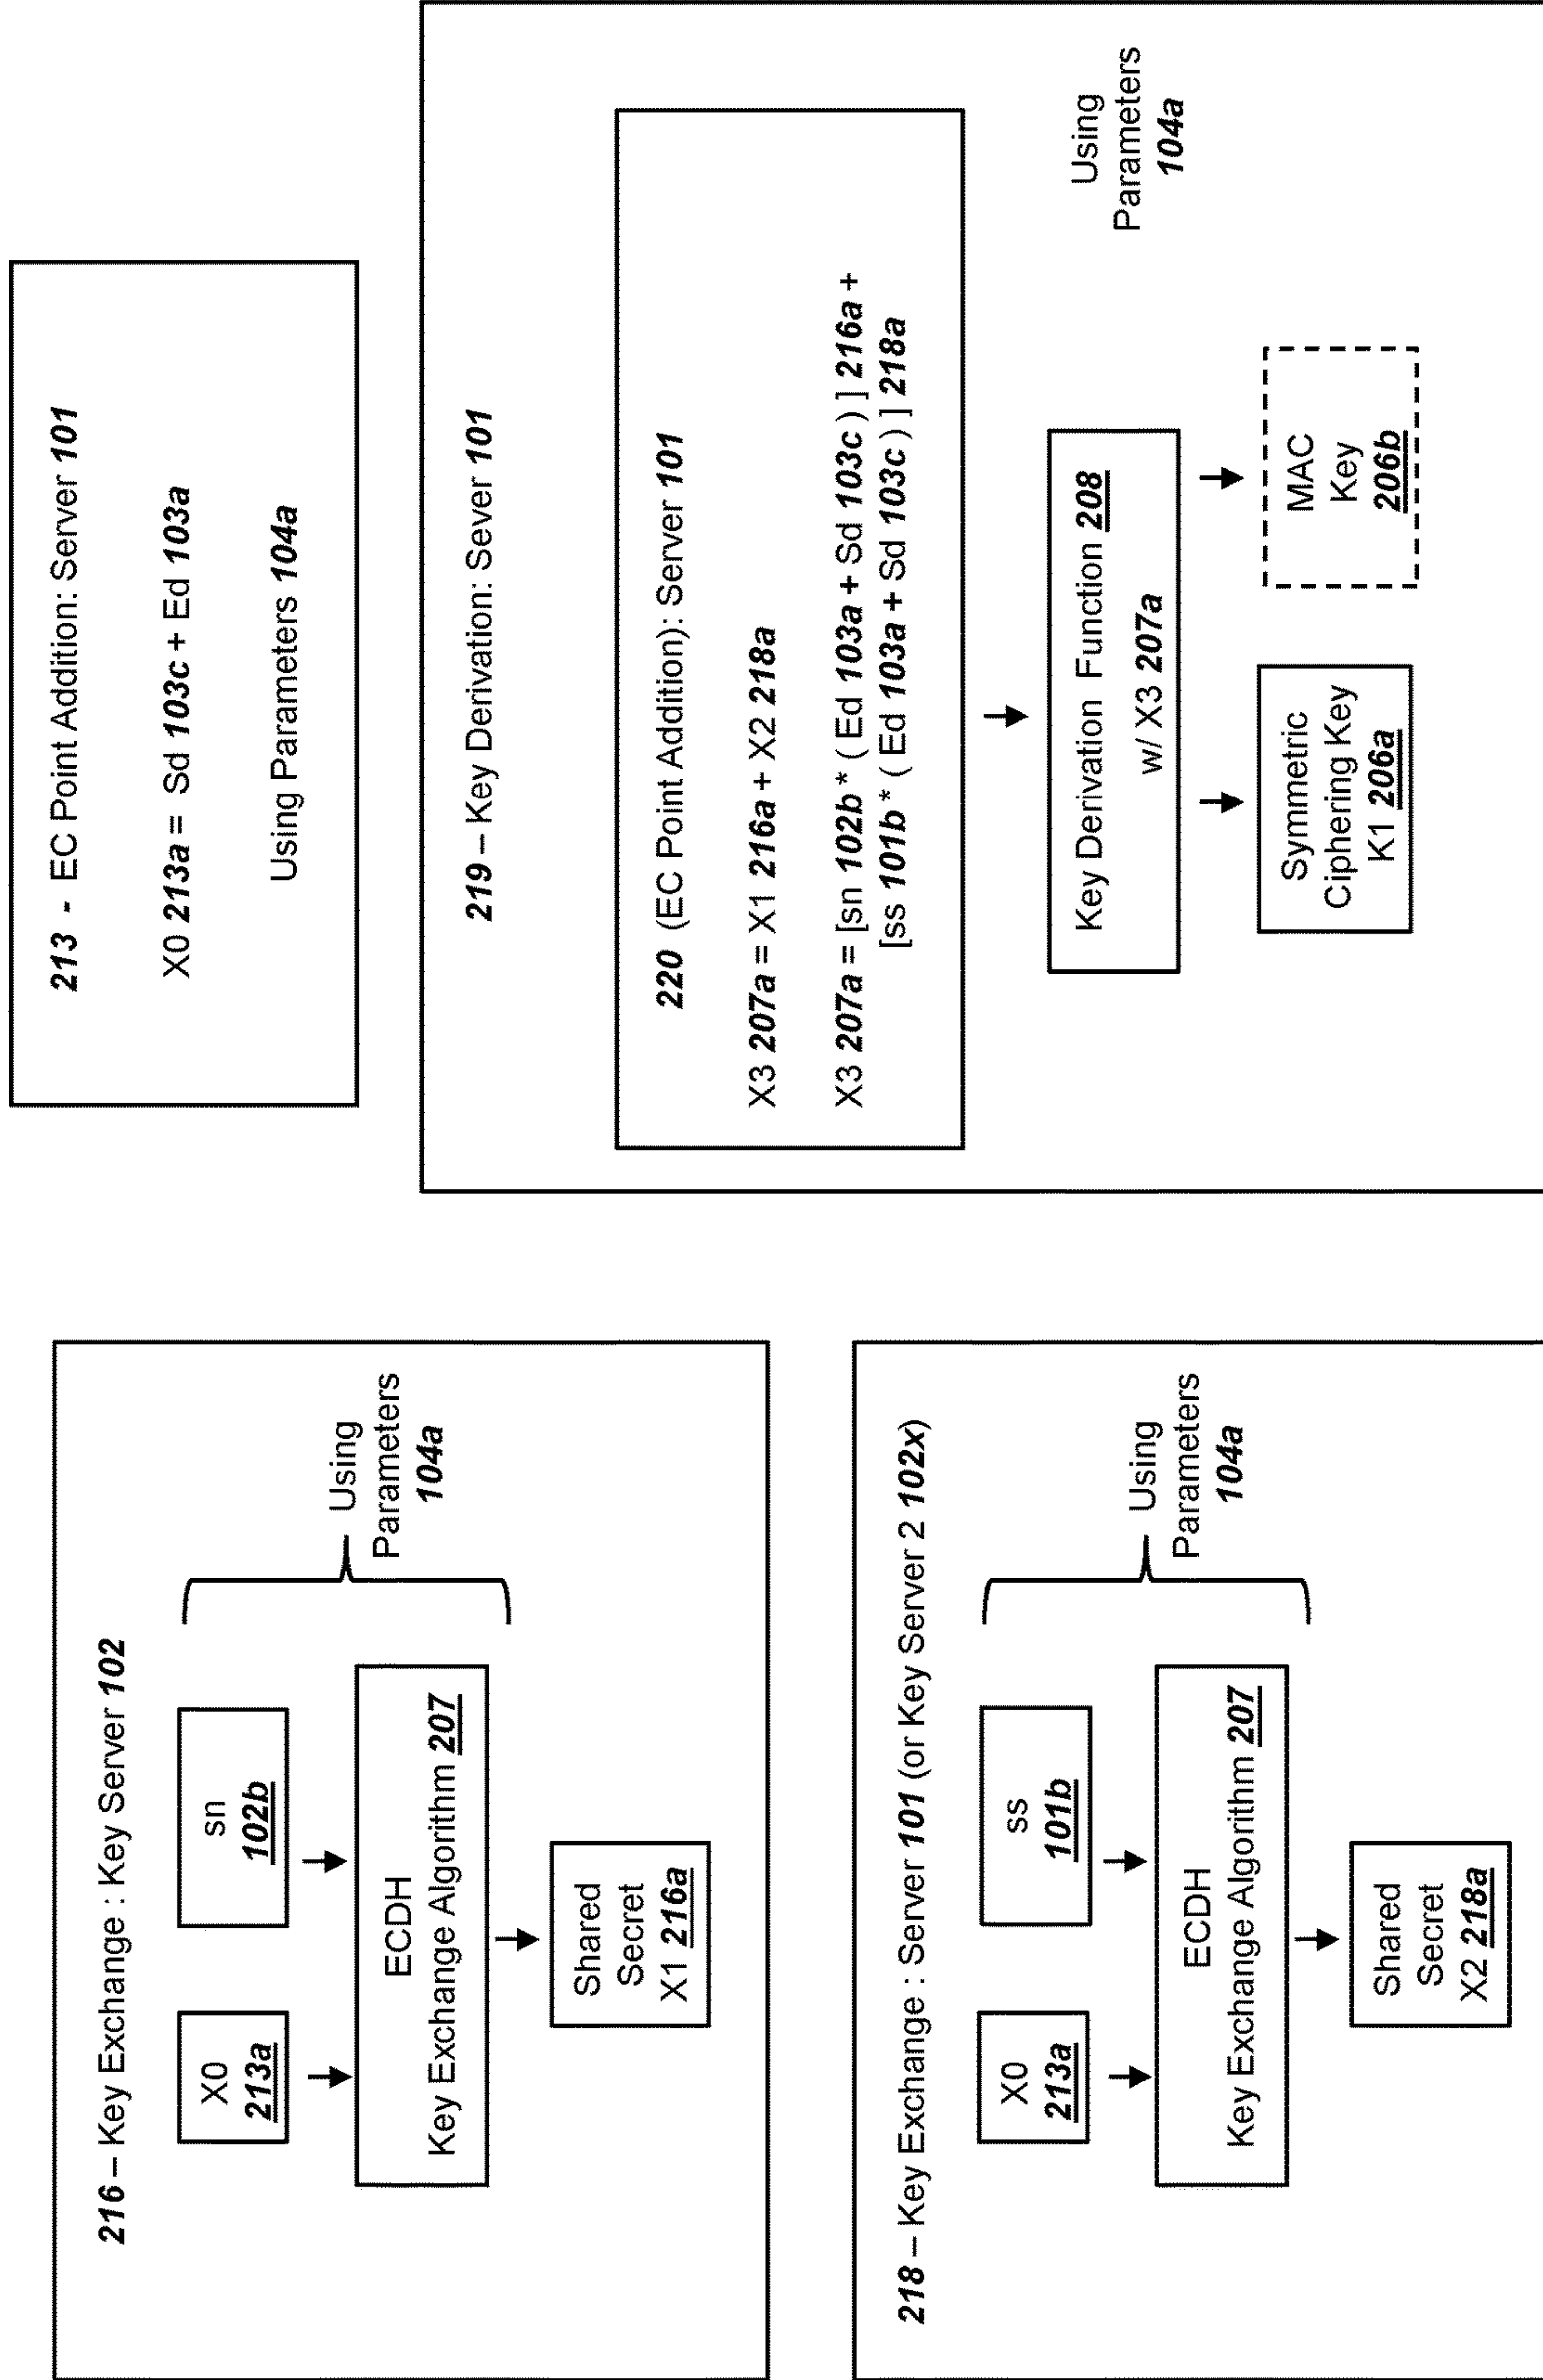 216 – Key Exchange : Key Server 102
X0
213a
sn
102b
ECDH
Key Exchange Algorithm 207
Using
Parameters
104a
Shared
Secret
X1 216a
218 – Key Exchange : Server 101 (or Key Server 2 102x)
X0
213a
ss
101b
ECDH
Key Exchange Algorithm 207
Using
Parameters
104a
Shared
Secret
X2 218a
213 - EC Point Addition: Server 101
X0 213a = Sd 103c + Ed 103a
Using Parameters 104a
219 – Key Derivation: Sever 101
220 (EC Point Addition): Server 101
X3 207a = X1 216a + X2 218a
X3 207a = [sn 102b* ( Ed 103a + Sd 103c ) ] 216a +
[ss 101b* ( Ed 103a + Sd 103c ) ] 218a
Key Derivation Function 208
w/ X3 207a
Using
Parameters
104a
Symmetric
Ciphering Key
K1 206a
MAC
Key
206b